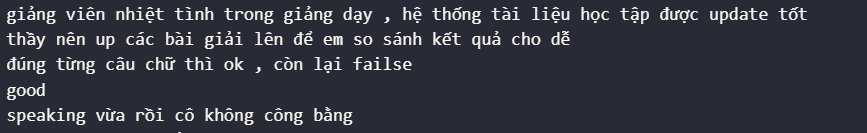 giảng viên nhiệt tình trong giảng dạy , hệ thống tài liệu học tập được update tốt
thầy nên up các bài giải lên để em so sánh kết quả cho dễ
đúng từng câu chữ thì ok , còn lại failse
good
speaking vừa rồi cô không công bằng